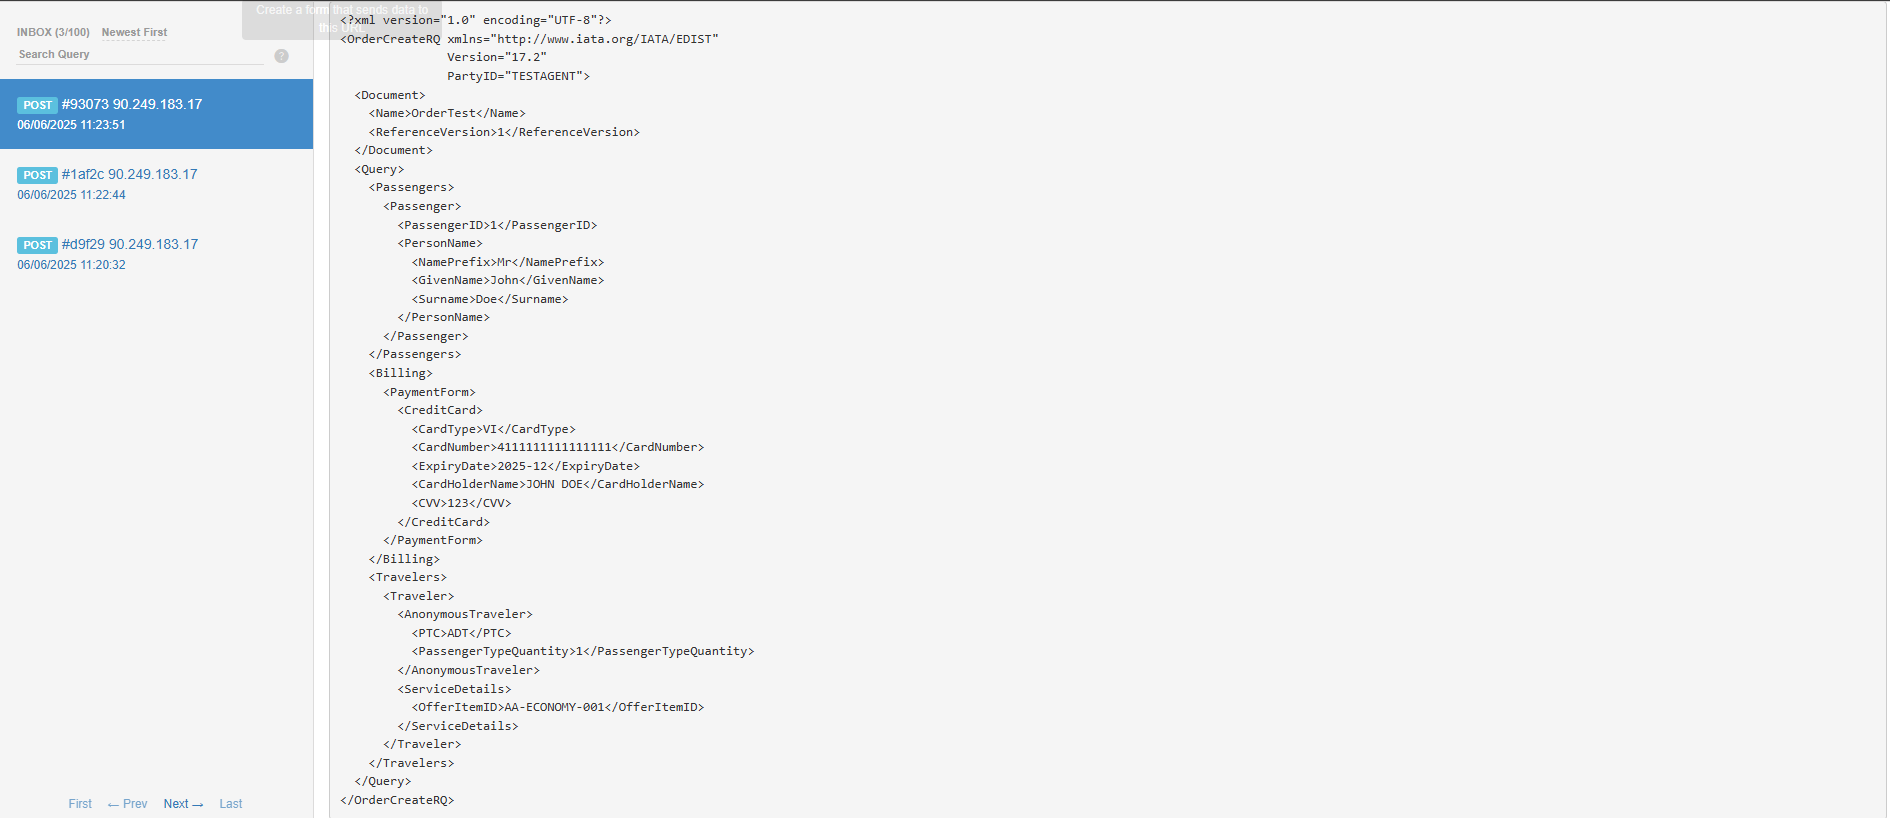 Create a form that sends data to
this URL
INBOX (3/100) Newest First
Search Query
?
POST #93073 90.249.183.17
06/06/2025 11:23:51
POST #1af2c 90.249.183.17
06/06/2025 11:22:44
POST #d9f29 90.249.183.17
06/06/2025 11:20:32
First ← Prev Next → Last
<?xml version="1.0" encoding="UTF-8"?>
<OrderCreateRQ xmlns="http://www.iata.org/IATA/EDIST"
               Version="17.2"
               PartyID="TESTAGENT">
  <Document>
    <Name>OrderTest</Name>
    <ReferenceVersion>1</ReferenceVersion>
  </Document>
  <Query>
    <Passengers>
      <Passenger>
        <PassengerID>1</PassengerID>
        <PersonName>
          <NamePrefix>Mr</NamePrefix>
          <GivenName>John</GivenName>
          <Surname>Doe</Surname>
        </PersonName>
      </Passenger>
    </Passengers>
    <Billing>
      <PaymentForm>
        <CreditCard>
          <CardType>VI</CardType>
          <CardNumber>4111111111111111</CardNumber>
          <ExpiryDate>2025-12</ExpiryDate>
          <CardHolderName>JOHN DOE</CardHolderName>
          <CVV>123</CVV>
        </CreditCard>
      </PaymentForm>
    </Billing>
    <Travelers>
      <Traveler>
        <AnonymousTraveler>
          <PTC>ADT</PTC>
          <PassengerTypeQuantity>1</PassengerTypeQuantity>
        </AnonymousTraveler>
        <ServiceDetails>
          <OfferItemID>AA-ECONOMY-001</OfferItemID>
        </ServiceDetails>
      </Traveler>
    </Travelers>
  </Query>
</OrderCreateRQ>